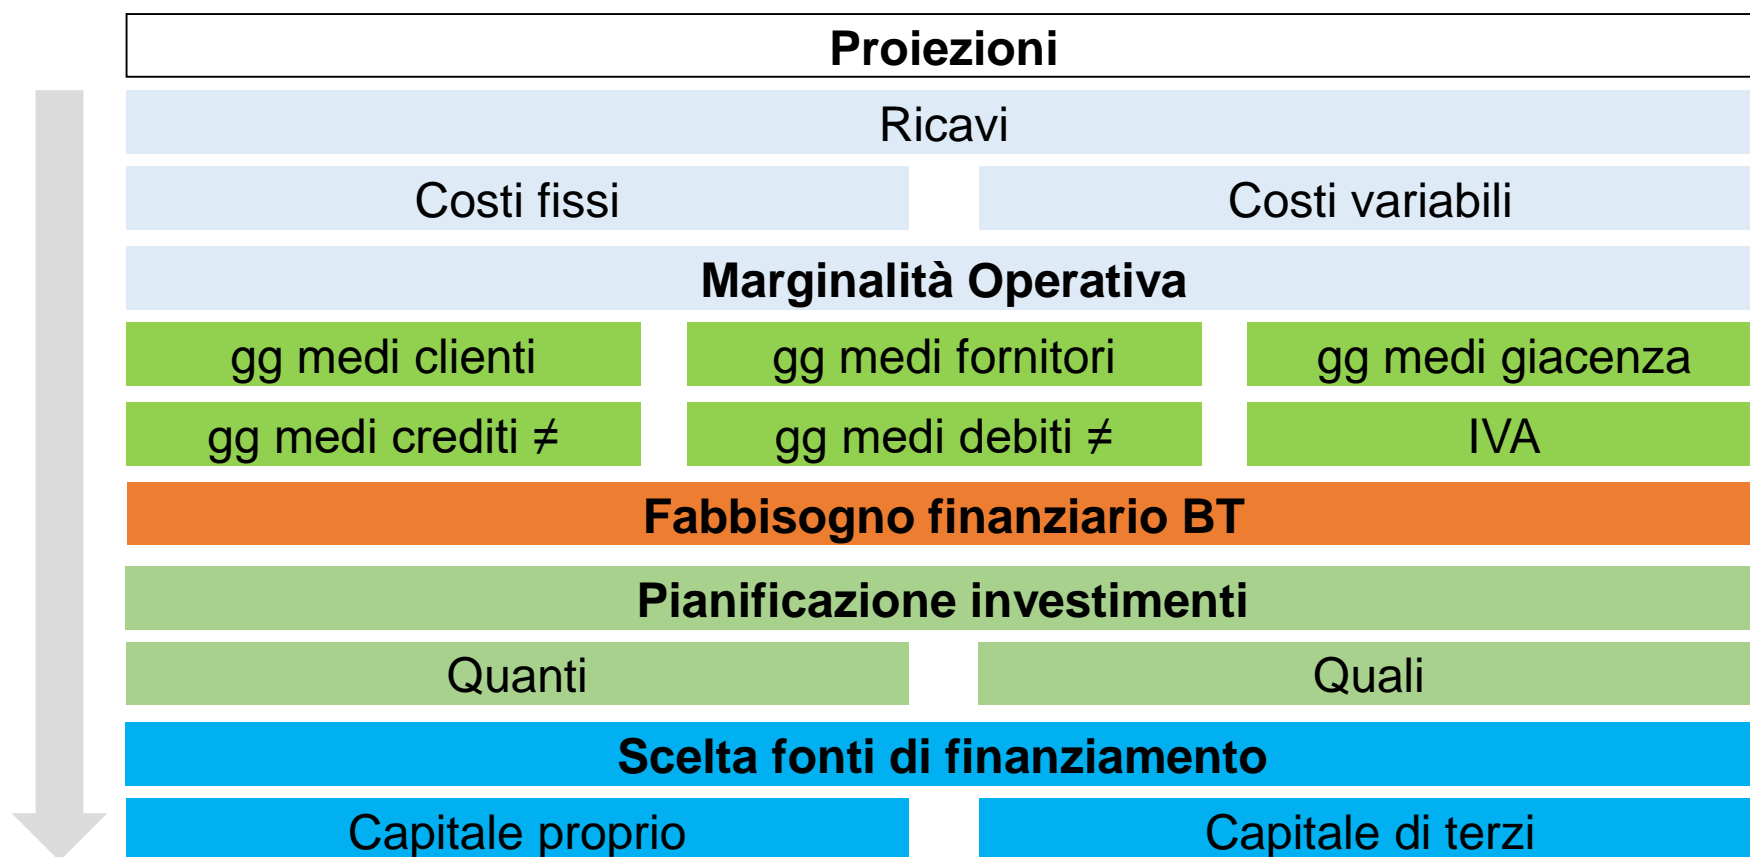 Proiezioni
Ricavi
Costi fissi
Costi variabili
Marginalità Operativa
gg medi clienti
gg medi fornitori
gg medi giacenza
gg medi crediti ≠
gg medi debiti ≠
IVA
Fabbisogno finanziario BT
Pianificazione investimenti
Quanti
Quali
Scelta fonti di finanziamento
Capitale proprio
Capitale di terzi